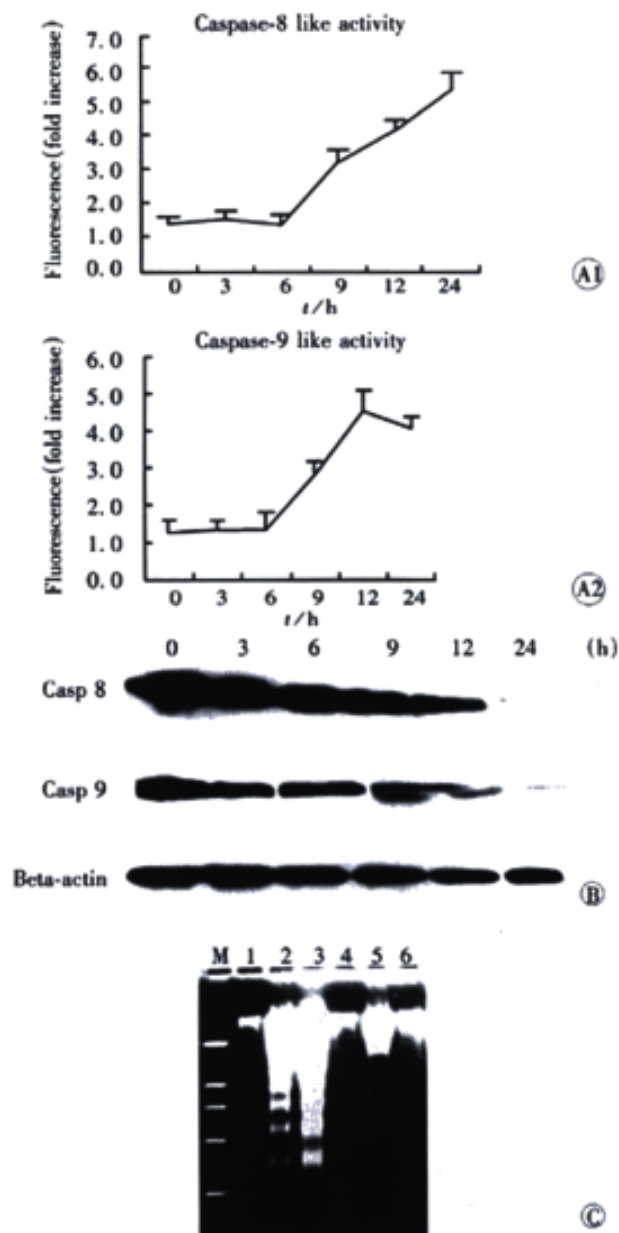 Caspase-8 like activity
Fluorescence(fold increase)
7.0
6.0
5.0
4.0
3.0
2.0
1.0
0.0
0 3 6 9 12 24
t/h
A1
Caspase-9 like activity
Fluorescence(fold increase)
6.0
5.0
4.0
3.0
2.0
1.0
0.0
0 3 6 9 12 24
t/h
A2
0 3 6 9 12 24 (h)
Casp 8
Casp 9
Beta-actin
B
M 1 2 3 4 5 6
C